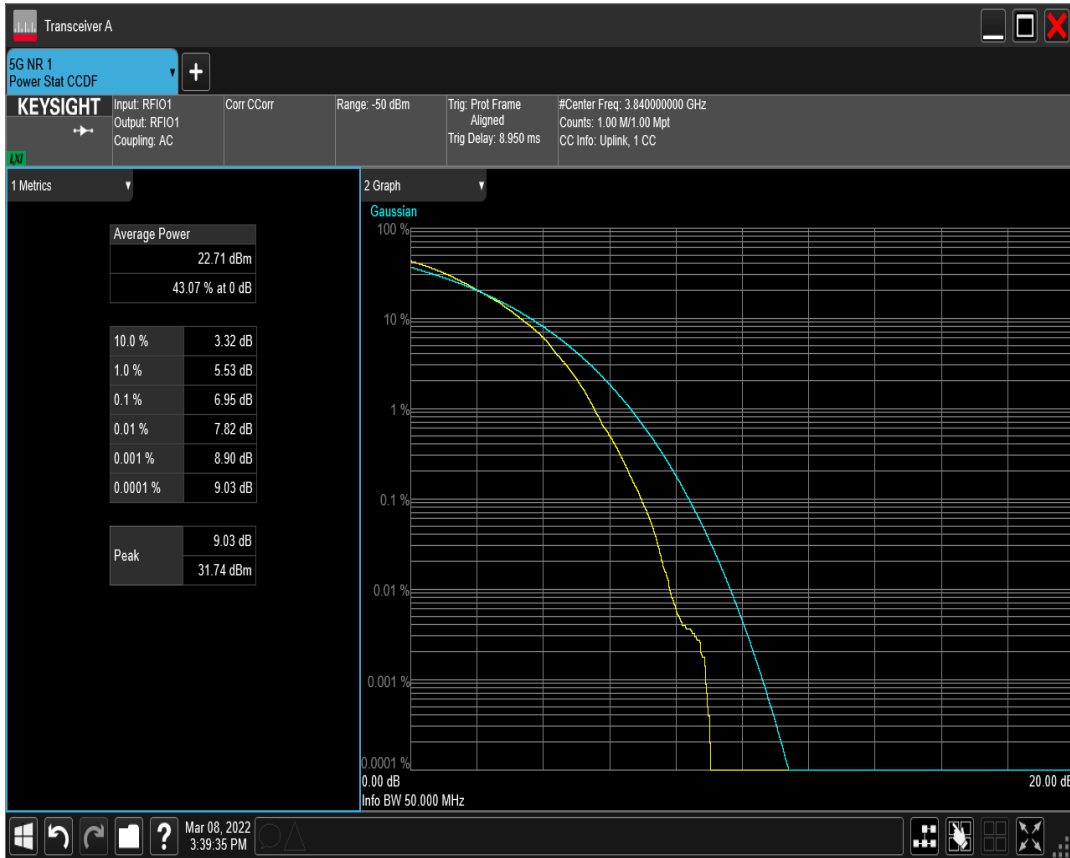 Transceiver A
5G NR 1
Power Stat CCDF
+
KEYSIGHT
LXI
Input: RFIO1
Output: RFIO1
Coupling: AC
Corr CCorr
Range: -50 dBm
Trig: Prot Frame
Aligned
Trig Delay: 8.950 ms
#Center Freq: 3.840000000 GHz
Counts: 1.00 M/1.00 Mpt
CC Info: Uplink, 1 CC
1 Metrics
Average Power
22.71 dBm
43.07 % at 0 dB
10.0 % 3.32 dB
1.0 % 5.53 dB
0.1 % 6.95 dB
0.01 % 7.82 dB
0.001 % 8.90 dB
0.0001 % 9.03 dB
Peak
9.03 dB
31.74 dBm
2 Graph
Gaussian
100 %
10 %
1 %
0.1 %
0.01 %
0.001 %
0.0001 %
0.00 dB
20.00 dB
Info BW 50.000 MHz
?
Mar 08, 2022
3:39:35 PM